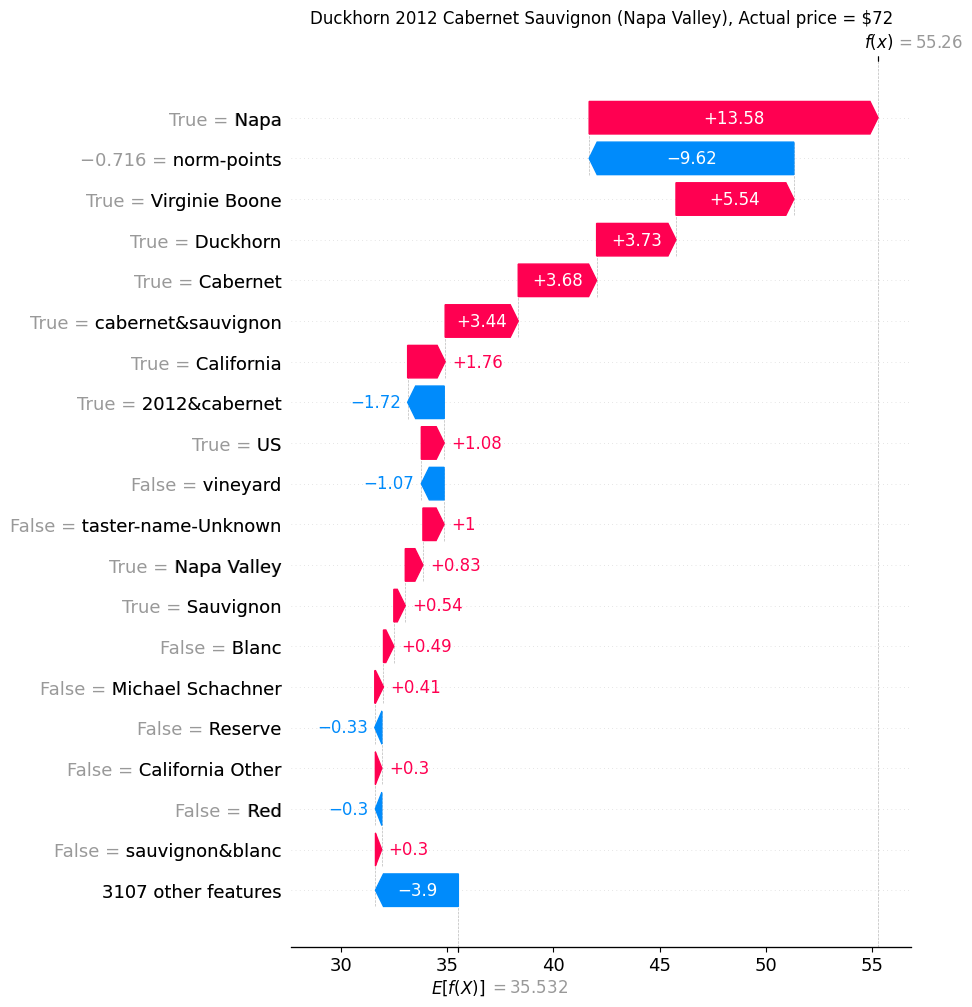 Duckhorn 2012 Cabernet Sauvignon (Napa Valley), Actual price = $72
f(x) = 55.26
True = Napa +13.58
−0.716 = norm-points −9.62
True = Virginie Boone +5.54
True = Duckhorn +3.73
True = Cabernet +3.68
True = cabernet&sauvignon +3.44
True = California +1.76
True = 2012&cabernet −1.72
True = US +1.08
False = vineyard −1.07
False = taster-name-Unknown +1
True = Napa Valley +0.83
True = Sauvignon +0.54
False = Blanc +0.49
False = Michael Schachner +0.41
False = Reserve −0.33
False = California Other +0.3
False = Red −0.3
False = sauvignon&blanc +0.3
3107 other features −3.9
30 35 40 45 50 55
E[f(X)] = 35.532